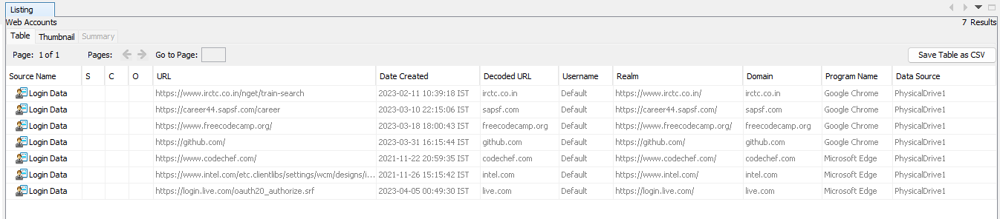 Listing
Web Accounts 7 Results
Table Thumbnail Summary
Page: 1 of 1 Pages: Go to Page: Save Table as CSV
Source Name S C O URL Date Created Decoded URL Username Realm Domain Program Name Data Source
Login Data https://www.irctc.co.in/nget/train-search 2023-02-11 10:39:18 IST irctc.co.in Default https://www.irctc.co.in/ irctc.co.in Google Chrome PhysicalDrive1
Login Data https://career44.sapsf.com/career 2023-03-10 22:15:06 IST sapsf.com Default https://career44.sapsf.com/ sapsf.com Google Chrome PhysicalDrive1
Login Data https://www.freecodecamp.org/ 2023-03-18 18:00:43 IST freecodecamp.org Default https://www.freecodecamp.org/ freecodecamp.org Google Chrome PhysicalDrive1
Login Data https://github.com/ 2023-03-31 16:15:44 IST github.com Default https://github.com/ github.com Google Chrome PhysicalDrive1
Login Data https://www.codechef.com/ 2021-11-22 20:59:35 IST codechef.com Default https://www.codechef.com/ codechef.com Microsoft Edge PhysicalDrive1
Login Data https://www.intel.com/etc.clientlibs/settings/wcm/designs/i... 2021-11-26 15:15:42 IST intel.com Default https://www.intel.com/ intel.com Microsoft Edge PhysicalDrive1
Login Data https://login.live.com/oauth20_authorize.srf 2023-04-05 00:49:30 IST live.com Default https://login.live.com/ live.com Microsoft Edge PhysicalDrive1